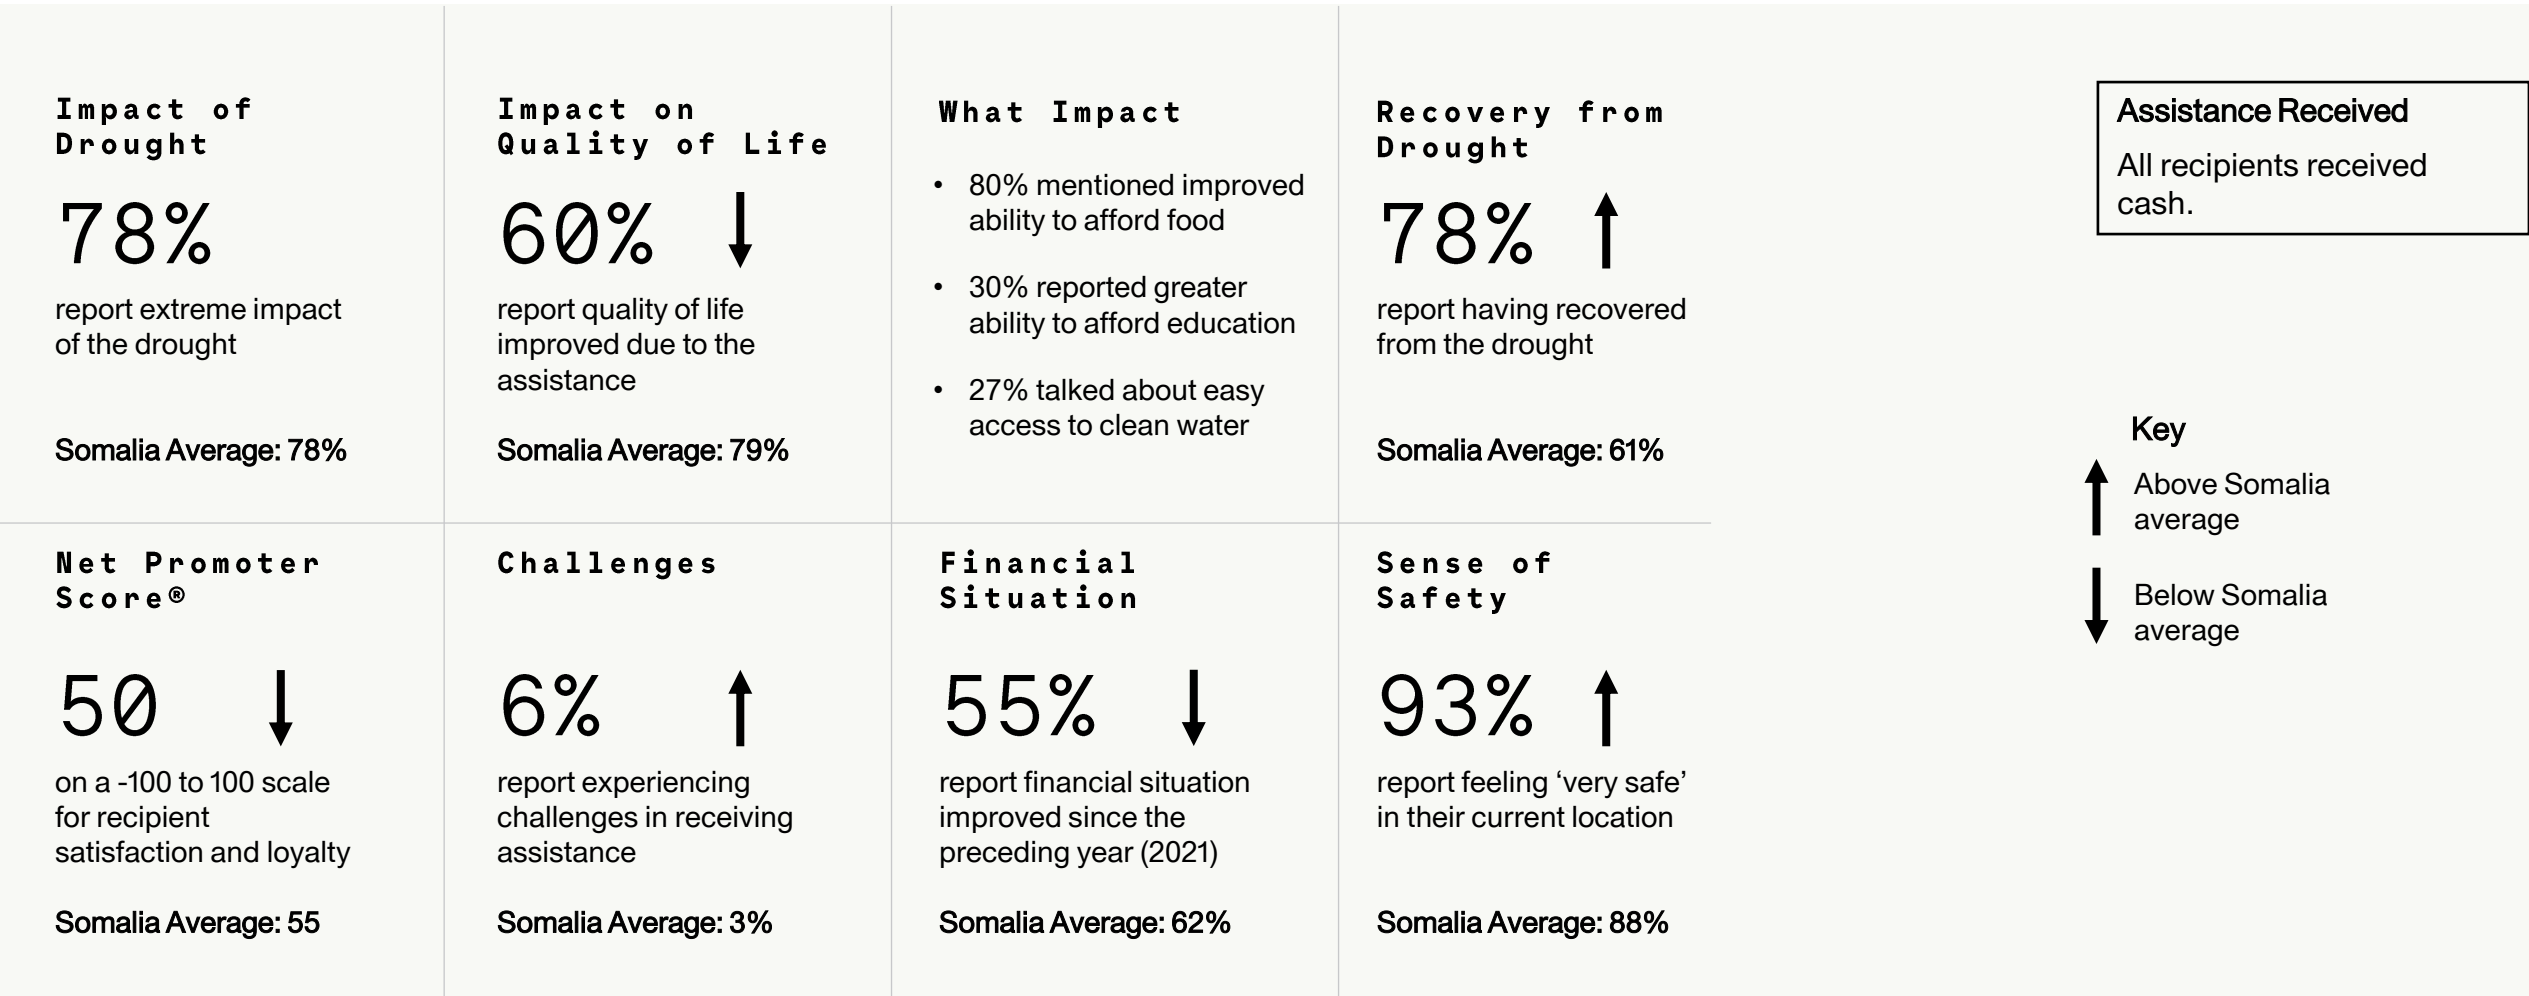 Impact of
Drought
78%
report extreme impact
of the drought
Somalia Average: 78%
Impact on
Quality of Life
60%
report quality of life
improved due to the
assistance
Somalia Average: 79%
What Impact
• 80% mentioned improved
ability to afford food
• 30% reported greater
ability to afford education
• 27% talked about easy
access to clean water
Recovery from
Drought
78%
report having recovered
from the drought
Somalia Average: 61%
Net Promoter
Score®
50
on a -100 to 100 scale
for recipient
satisfaction and loyalty
Somalia Average: 55
Challenges
6%
report experiencing
challenges in receiving
assistance
Somalia Average: 3%
Financial
Situation
55%
report financial situation
improved since the
preceding year (2021)
Somalia Average: 62%
Sense of
Safety
93%
report feeling ‘very safe’
in their current location
Somalia Average: 88%
Assistance Received
All recipients received
cash.
Key
Above Somalia
average
Below Somalia
average